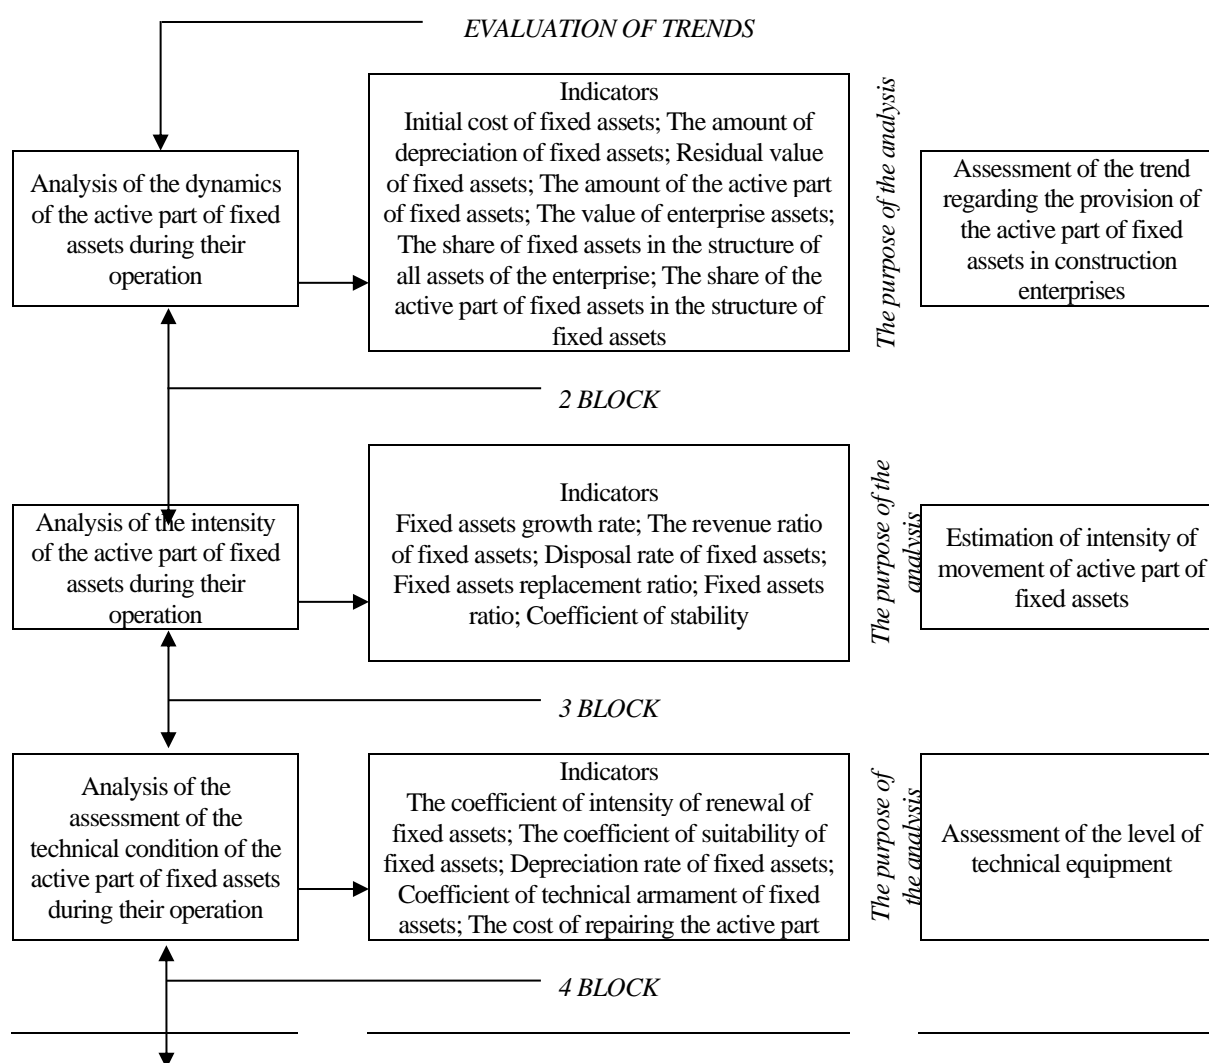 EVALUATION OF TRENDS
Analysis of the dynamics
of the active part of fixed
assets during their
operation
Indicators
Initial cost of fixed assets; The amount of
depreciation of fixed assets; Residual value
of fixed assets; The amount of the active part
of fixed assets; The value of enterprise assets;
The share of fixed assets in the structure of
all assets of the enterprise; The share of the
active part of fixed assets in the structure of
fixed assets
The purpose of the analysis
Assessment of the trend
regarding the provision of
the active part of fixed
assets in construction
enterprises
2 BLOCK
Analysis of the intensity
of the active part of fixed
assets during their
operation
Indicators
Fixed assets growth rate; The revenue ratio
of fixed assets; Disposal rate of fixed assets;
Fixed assets replacement ratio; Fixed assets
ratio; Coefficient of stability
The purpose of the
analysis
Estimation of intensity of
movement of active part of
fixed assets
3 BLOCK
Analysis of the
assessment of the
technical condition of the
active part of fixed assets
during their operation
Indicators
The coefficient of intensity of renewal of
fixed assets; The coefficient of suitability of
fixed assets; Depreciation rate of fixed assets;
Coefficient of technical armament of fixed
assets; The cost of repairing the active part
The purpose of
the analysis
Assessment of the level of
technical equipment
4 BLOCK